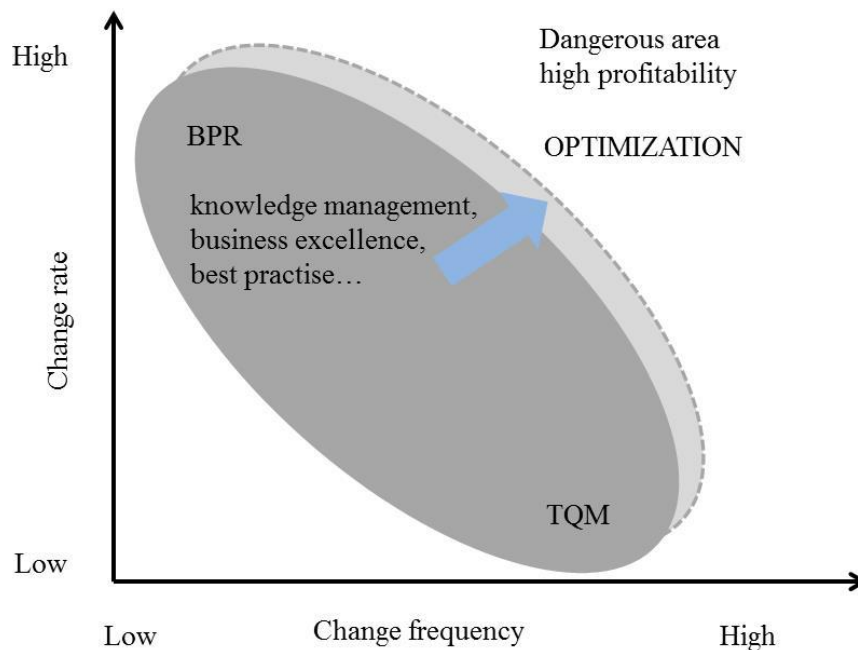 High
Dangerous area
high profitability
BPR
OPTIMIZATION
knowledge management,
business excellence,
best practise…
Change rate
TQM
Low
Low
Change frequency
High